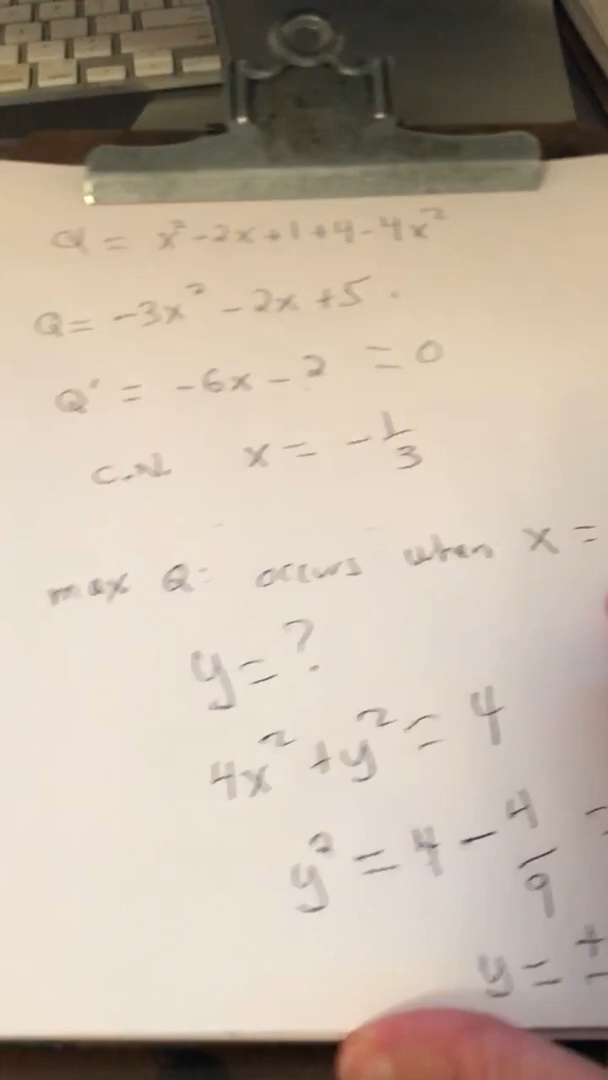 Q = x² - 2x + 1 + 4 - 4x²
Q = -3x² - 2x + 5.
Q' = -6x - 2 = 0
C.N. x = -1/3
max Q: occurs when x =
y = ?
4x² + y² = 4
y² = 4 - 4/9 =
y = ±